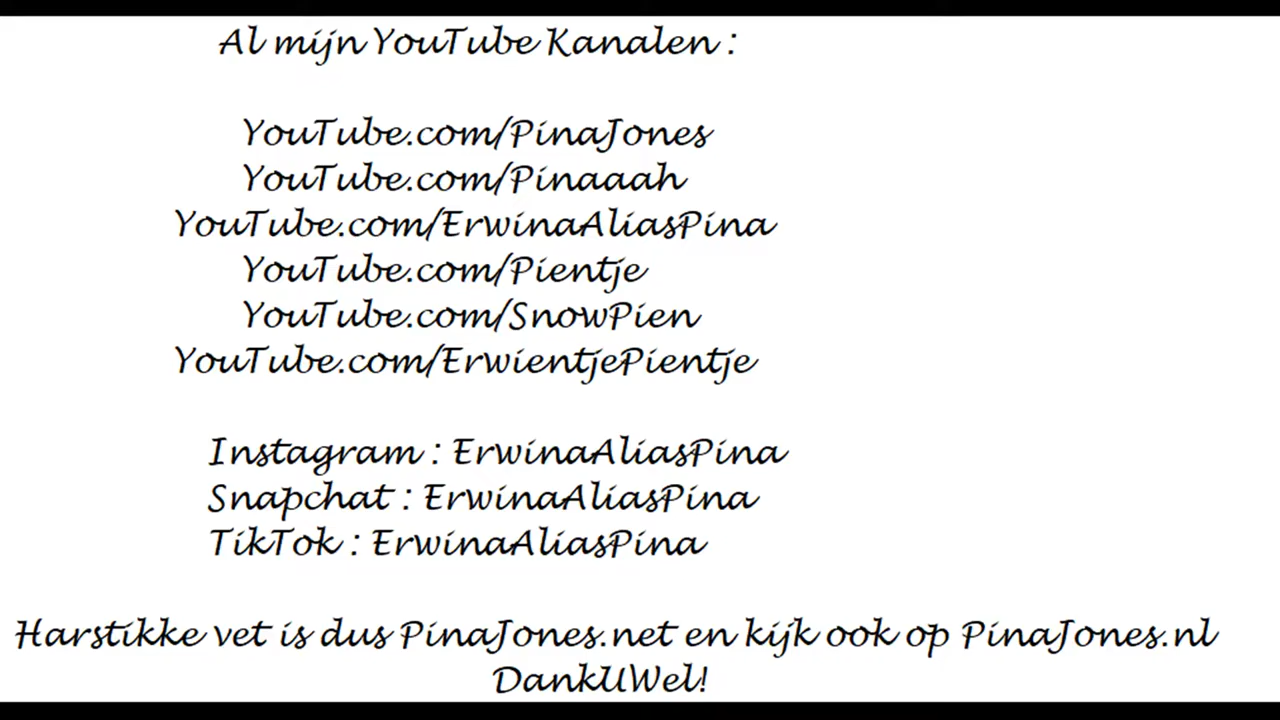 Al mijn YouTube Kanalen :
YouTube.com/PinaJones
YouTube.com/Pinaaah
YouTube.com/ErwinaAliasPina
YouTube.com/Pientje
YouTube.com/SnowPien
YouTube.com/ErwientjePientje
Instagram : ErwinaAliasPina
Snapchat : ErwinaAliasPina
TikTok : ErwinaAliasPina
Harstikke vet is dus PinaJones.net en kijk ook op PinaJones.nl
DankUWel!